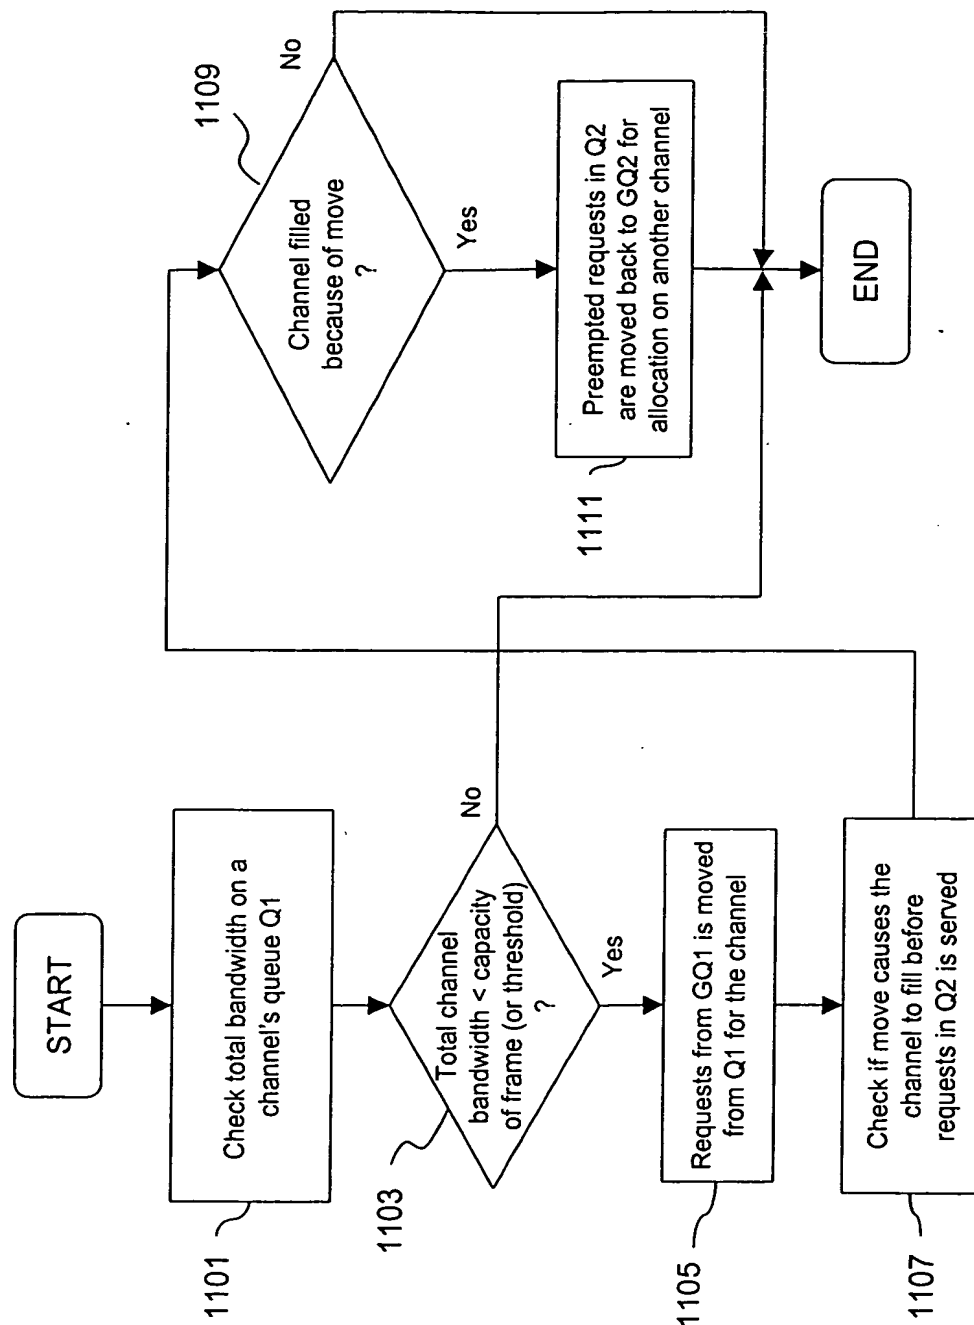 START
Check total bandwidth on a
channel's queue Q1
1101
Total channel
bandwidth < capacity
of frame (or threshold)
?
1103
No
Yes
Requests from GQ1 is moved
from Q1 for the channel
1105
Check if move causes the
channel to fill before
requests in Q2 is served
1107
Channel filled
because of move
?
1109
No
Yes
Preempted requests in Q2
are moved back to GQ2 for
allocation on another channel
1111
END